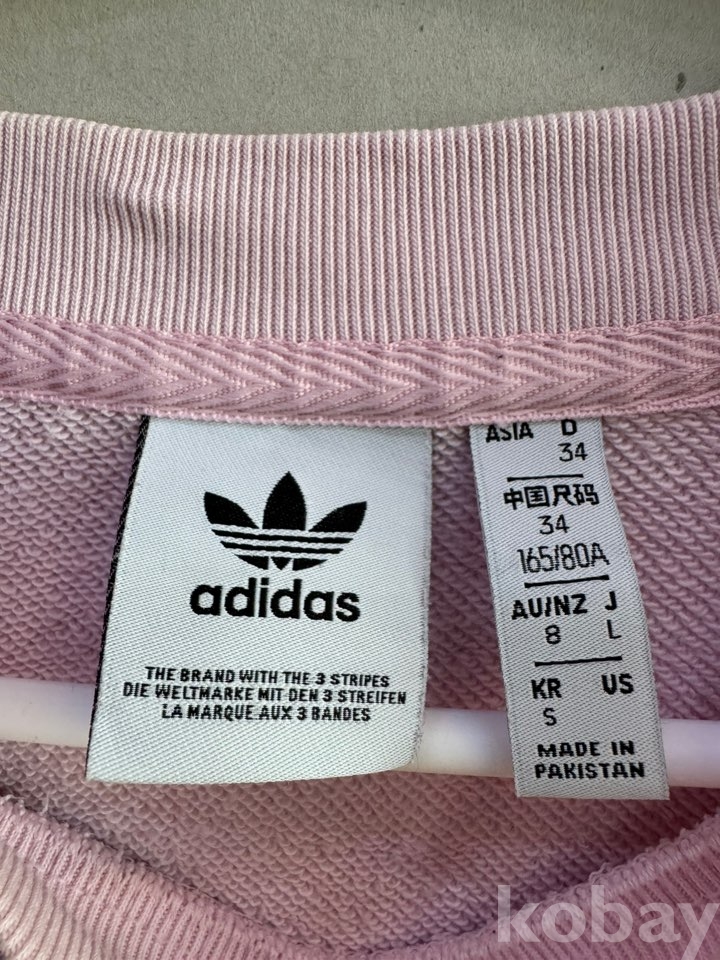 adidas
THE BRAND WITH THE 3 STRIPES
DIE WELTMARKE MIT DEN 3 STREIFEN
LA MARQUE AUX 3 BANDES
ASIA D
34
中国尺码
34
165/80A
AU/NZ J
8 L
KR US
S
MADE IN
PAKISTAN
kobay